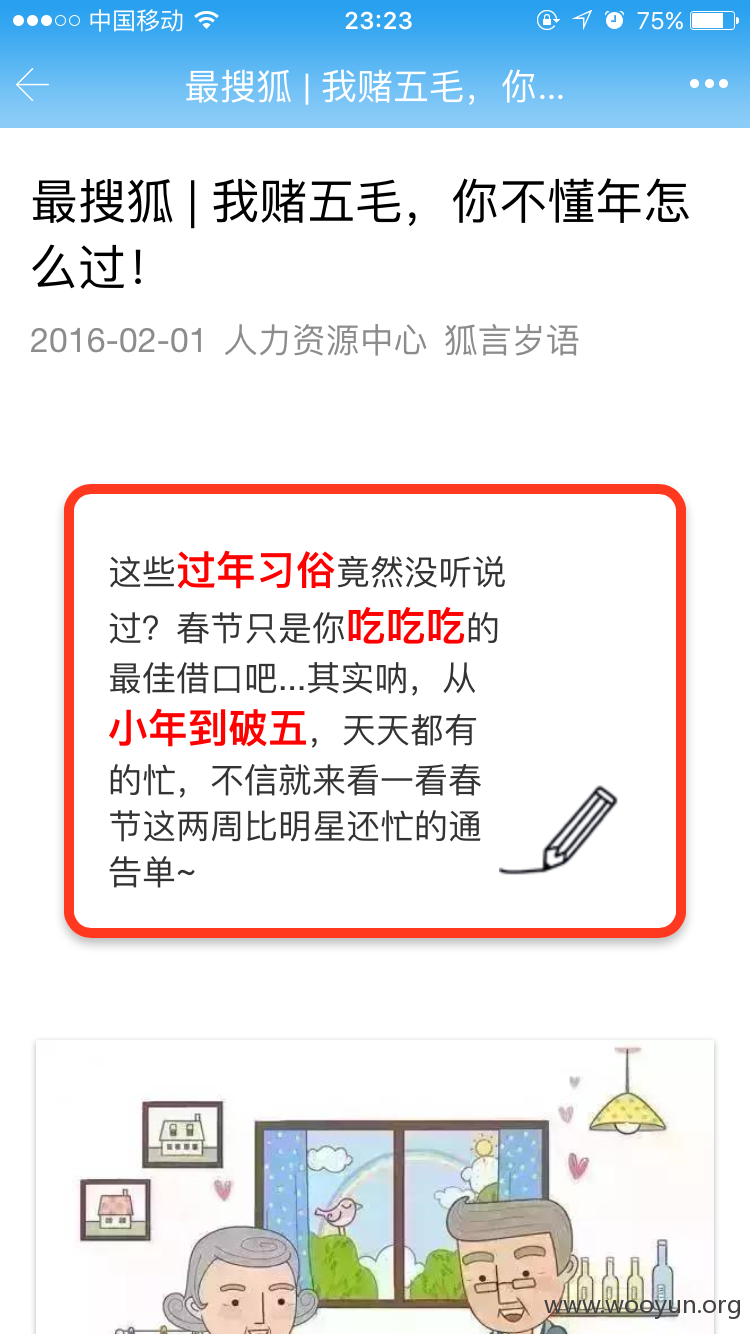 中国移动 23:23 75%
最搜狐 | 我赌五毛，你...
最搜狐 | 我赌五毛，你不懂年怎
么过！
2016-02-01 人力资源中心 狐言岁语
这些过年习俗竟然没听说
过？春节只是你吃吃吃的
最佳借口吧...其实呐，从
小年到破五，天天都有
的忙，不信就来看一看春
节这两周比明星还忙的通
告单~
www.wooyun.org